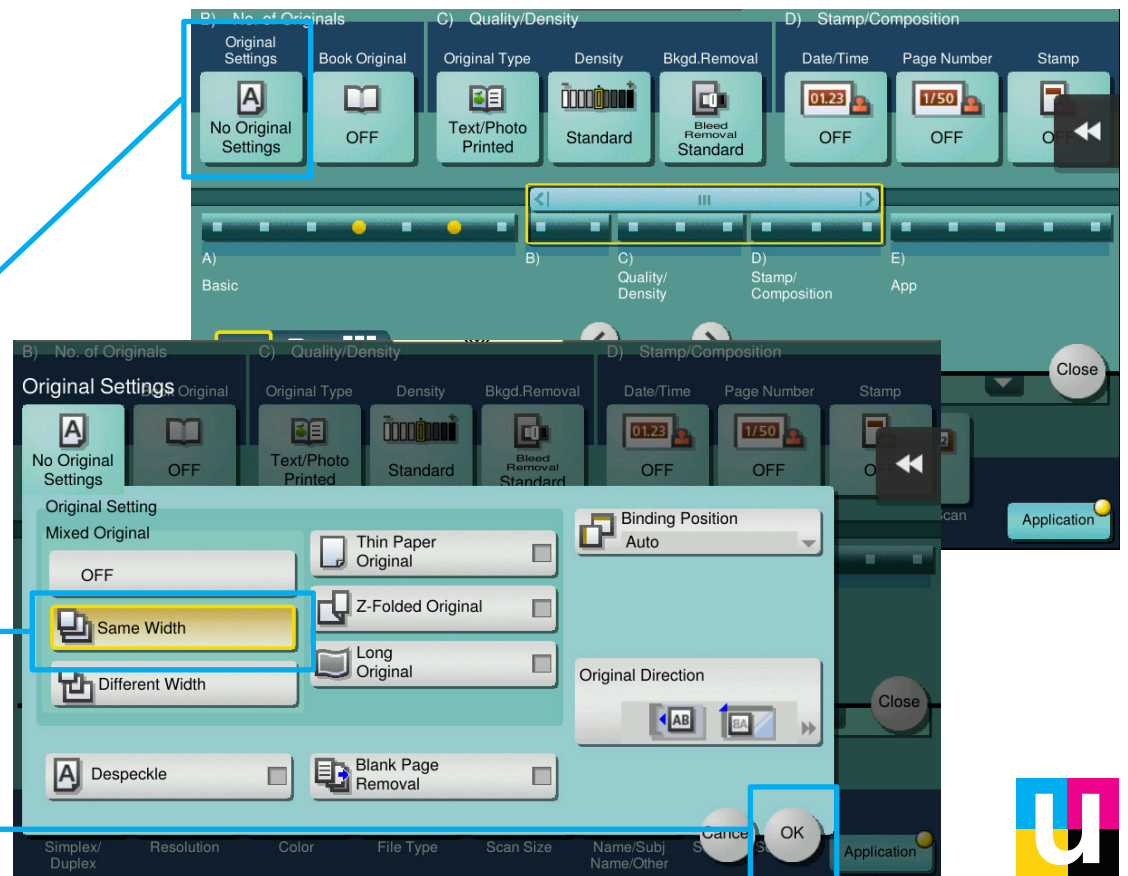 B) No. of Originals
C) Quality/Density
D) Stamp/Composition
Original
Settings
Book Original
Original Type
Density
Bkgd.Removal
Date/Time
Page Number
Stamp
01.23
1/50
No Original
Settings
OFF
Text/Photo
Printed
Standard
Bleed
Removal
Standard
OFF
OFF
A)
B)
C)
D)
E)
Basic
Quality/
Density
Stamp/
Composition
App
Close
Application
B) No. of Originals
C) Quality/Density
D) Stamp/Composition
Original Settings
Original
Original Type
Density
Bkgd.Removal
Date/Time
Page Number
Stamp
01.23
1/50
No Original
Settings
OFF
Text/Photo
Printed
Standard
Bleed
Removal
Standard
OFF
OFF
Original Setting
Mixed Original
OFF
Same Width
Different Width
Thin Paper
Original
Z-Folded Original
Long
Original
Binding Position
Auto
Original Direction
AB
AB
Despeckle
Blank Page
Removal
Close
Cancel
OK
Simplex/
Duplex
Resolution
Color
File Type
Scan Size
Name/Subj
Name/Other
Application
u